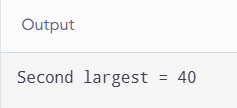 Output
Second largest = 40